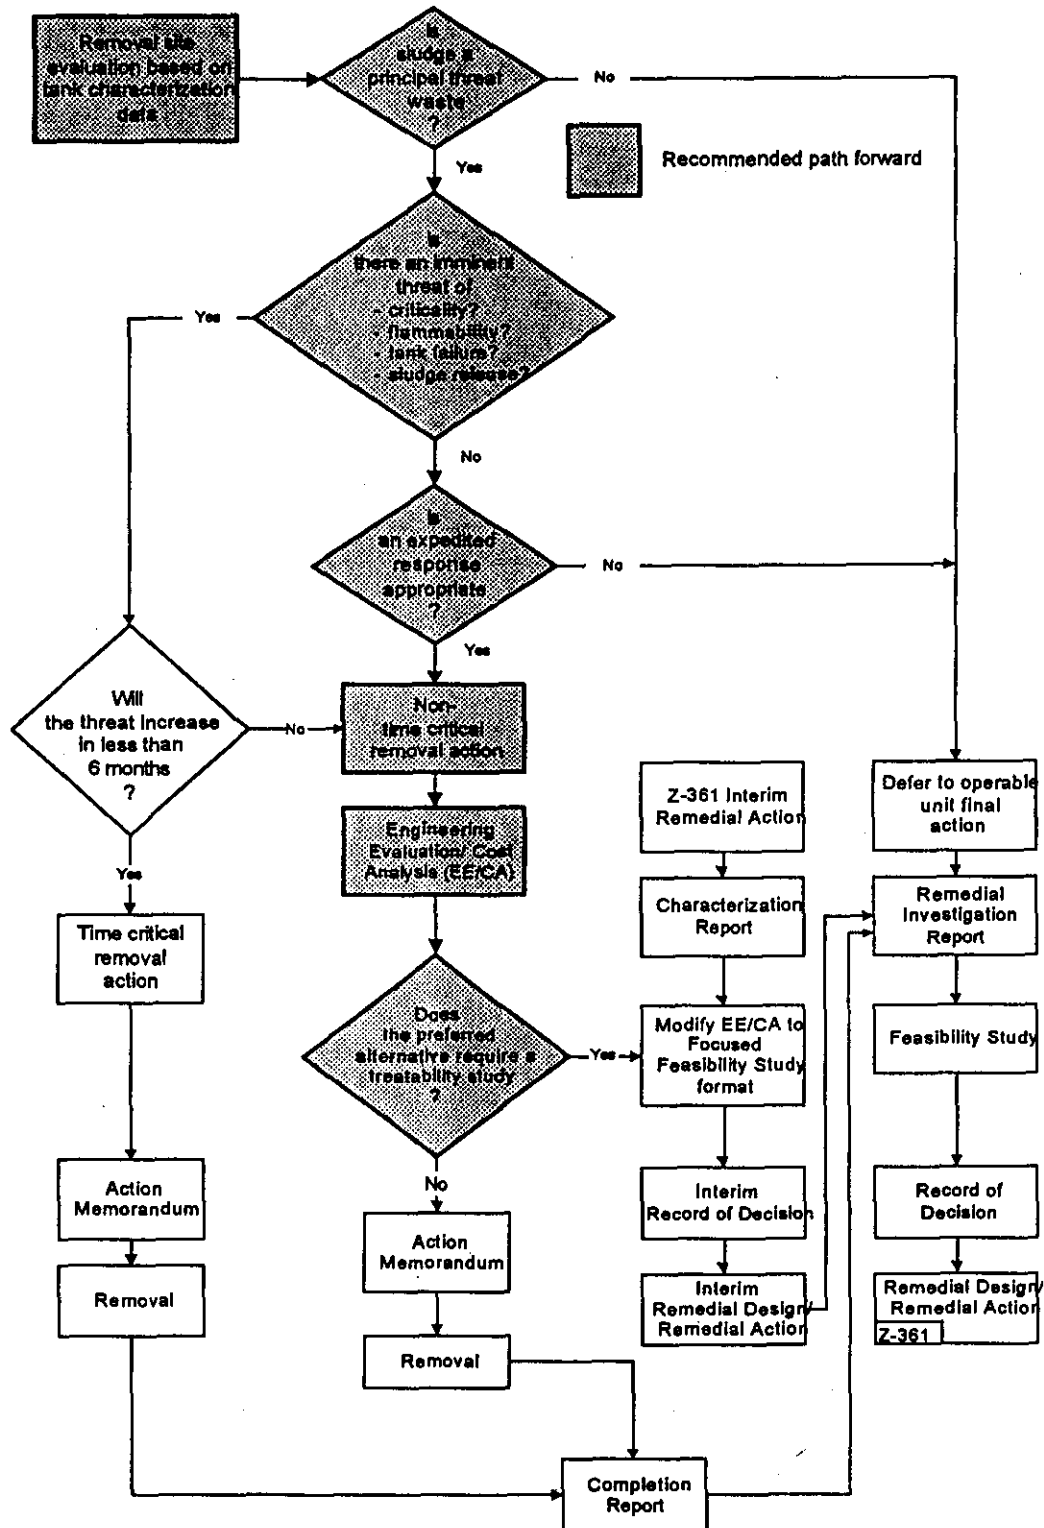 Removal site
evaluation based on
tank characterization
data
Is
sludge a
principal threat
waste
?
No
Yes
Recommended path forward
Is
there an imminent
threat of
- criticality?
- flammability?
- tank failure?
- sludge release?
Yes
No
Is
an expedited
response
appropriate
?
No
Yes
Will
the threat increase
in less than
6 months
?
No
Yes
Non-
time critical
removal action
Engineering
Evaluation/ Cost
Analysis (EE/CA)
Z-361 Interim
Remedial Action
Defer to operable
unit final
action
Characterization
Report
Remedial
Investigation
Report
Time critical
removal
action
Does
the preferred
alternative require a
treatability study
?
Yes
No
Modify EE/CA to
Focused
Feasibility Study
format
Feasibility Study
Action
Memorandum
Removal
Action
Memorandum
Removal
Interim
Record of Decision
Interim
Remedial Design/
Remedial Action
Record of
Decision
Remedial Design/
Remedial Action
Z-361
Completion
Report